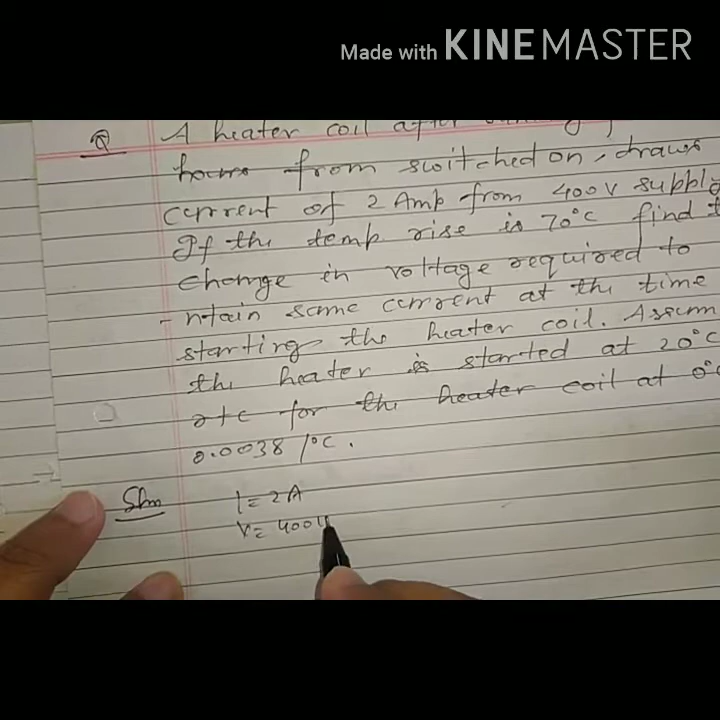 Made with KINEMASTER
Q A heater coil after
hours from switched on, draws
current of 2 Amp from 400V supply
If the temp rise is 70°C find
change in voltage required to
ntain same current at the time
starting the heater coil. Assum
the heater is started at 20°C
rtc for the heater coil at 0°C
0.0038 /°C.
Sln I = 2A
V = 400V